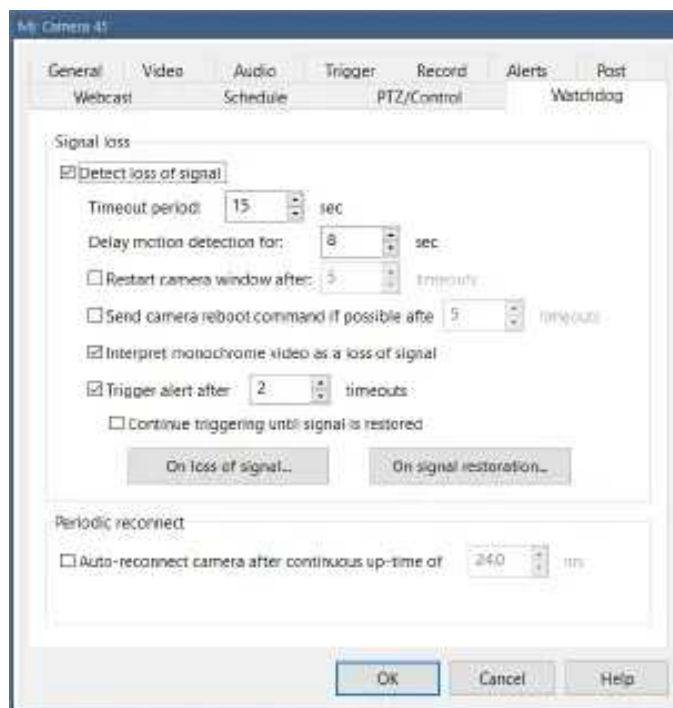 My Camera 45
General Video Audio Trigger Record Alerts Post
Webcast Schedule PTZ/Control Watchdog
Signal loss
Detect loss of signal
Timeout period: 15 sec
Delay motion detection for: 8 sec
Restart camera window after: 5 timeouts
Send camera reboot command if possible afte 5 timeouts
Interpret monochrome video as a loss of signal
Trigger alert after 2 timeouts
Continue triggering until signal is restored
On loss of signal...
On signal restoration...
Periodic reconnect
Auto-reconnect camera after continuous up-time of 24.0 hrs
OK Cancel Help